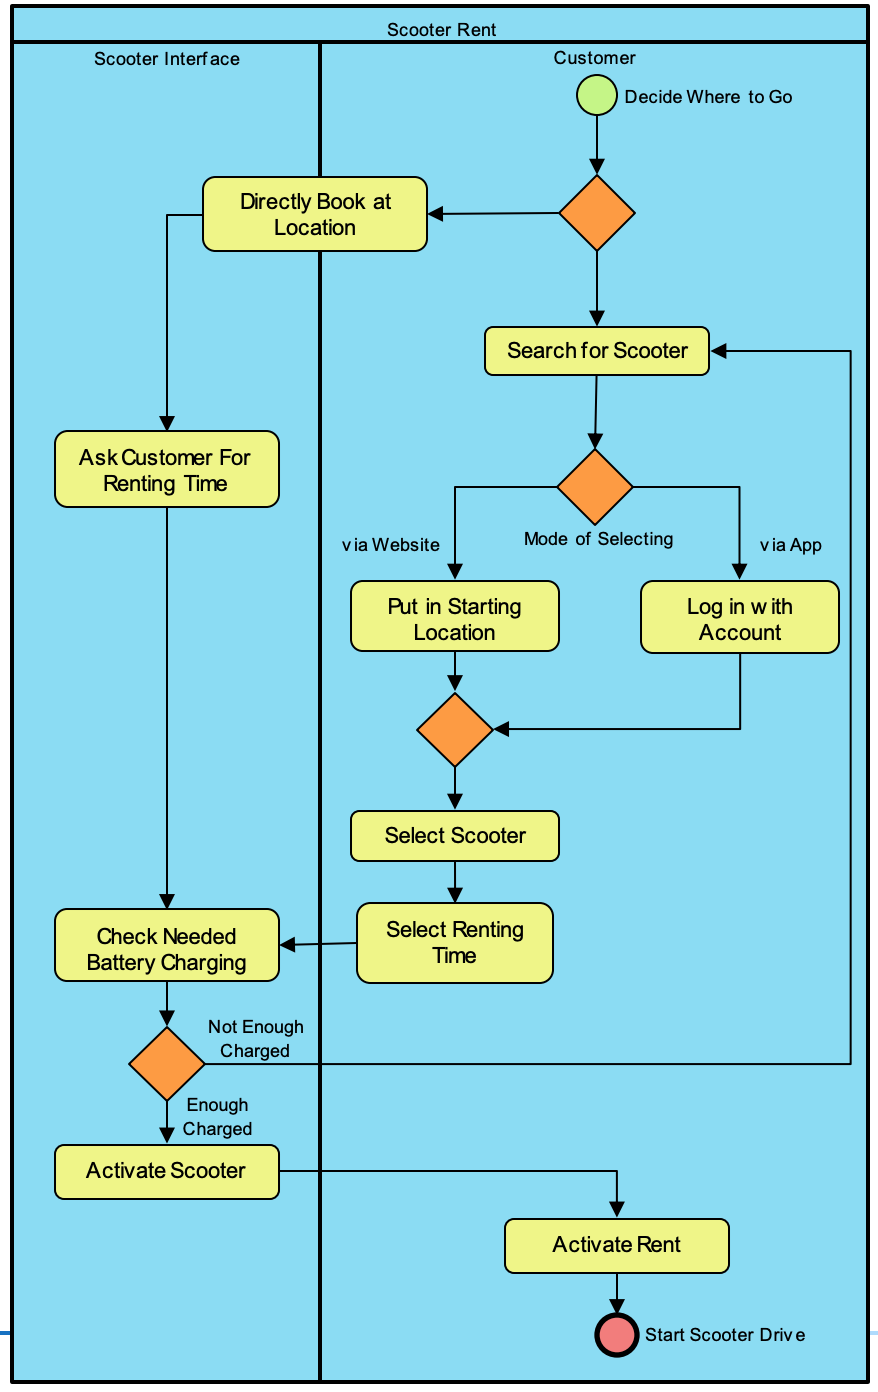 Scooter Rent
Scooter Interface
Customer
Decide Where to Go
Directly Book at
Location
Search for Scooter
Ask Customer For
Renting Time
Mode of Selecting
via Website
via App
Put in Starting
Location
Log in with
Account
Select Scooter
Select Renting
Time
Check Needed
Battery Charging
Not Enough
Charged
Enough
Charged
Activate Scooter
Activate Rent
Start Scooter Drive